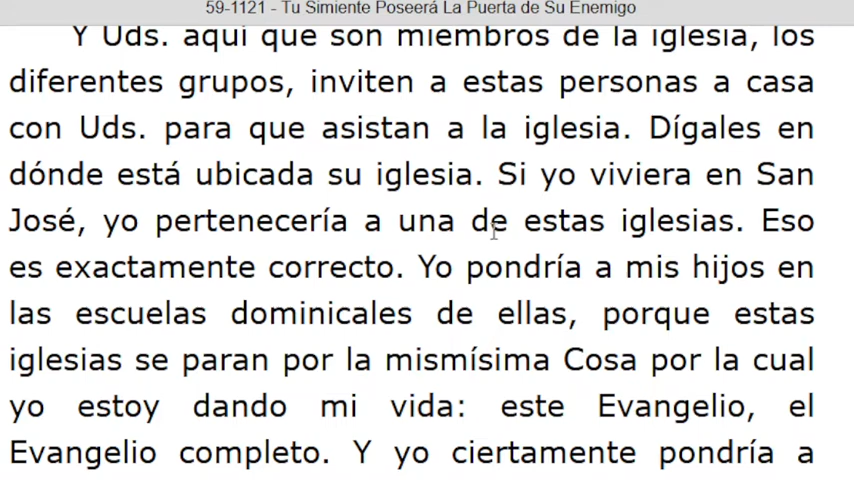 59-1121 - Tu Simiente Poseerá La Puerta de Su Enemigo
Y Uds. aquí que son miembros de la iglesia, los
diferentes grupos, inviten a estas personas a casa
con Uds. para que asistan a la iglesia. Dígales en
dónde está ubicada su iglesia. Si yo viviera en San
José, yo pertenecería a una de estas iglesias. Eso
es exactamente correcto. Yo pondría a mis hijos en
las escuelas dominicales de ellas, porque estas
iglesias se paran por la mismísima Cosa por la cual
yo estoy dando mi vida: este Evangelio, el
Evangelio completo. Y yo ciertamente pondría a